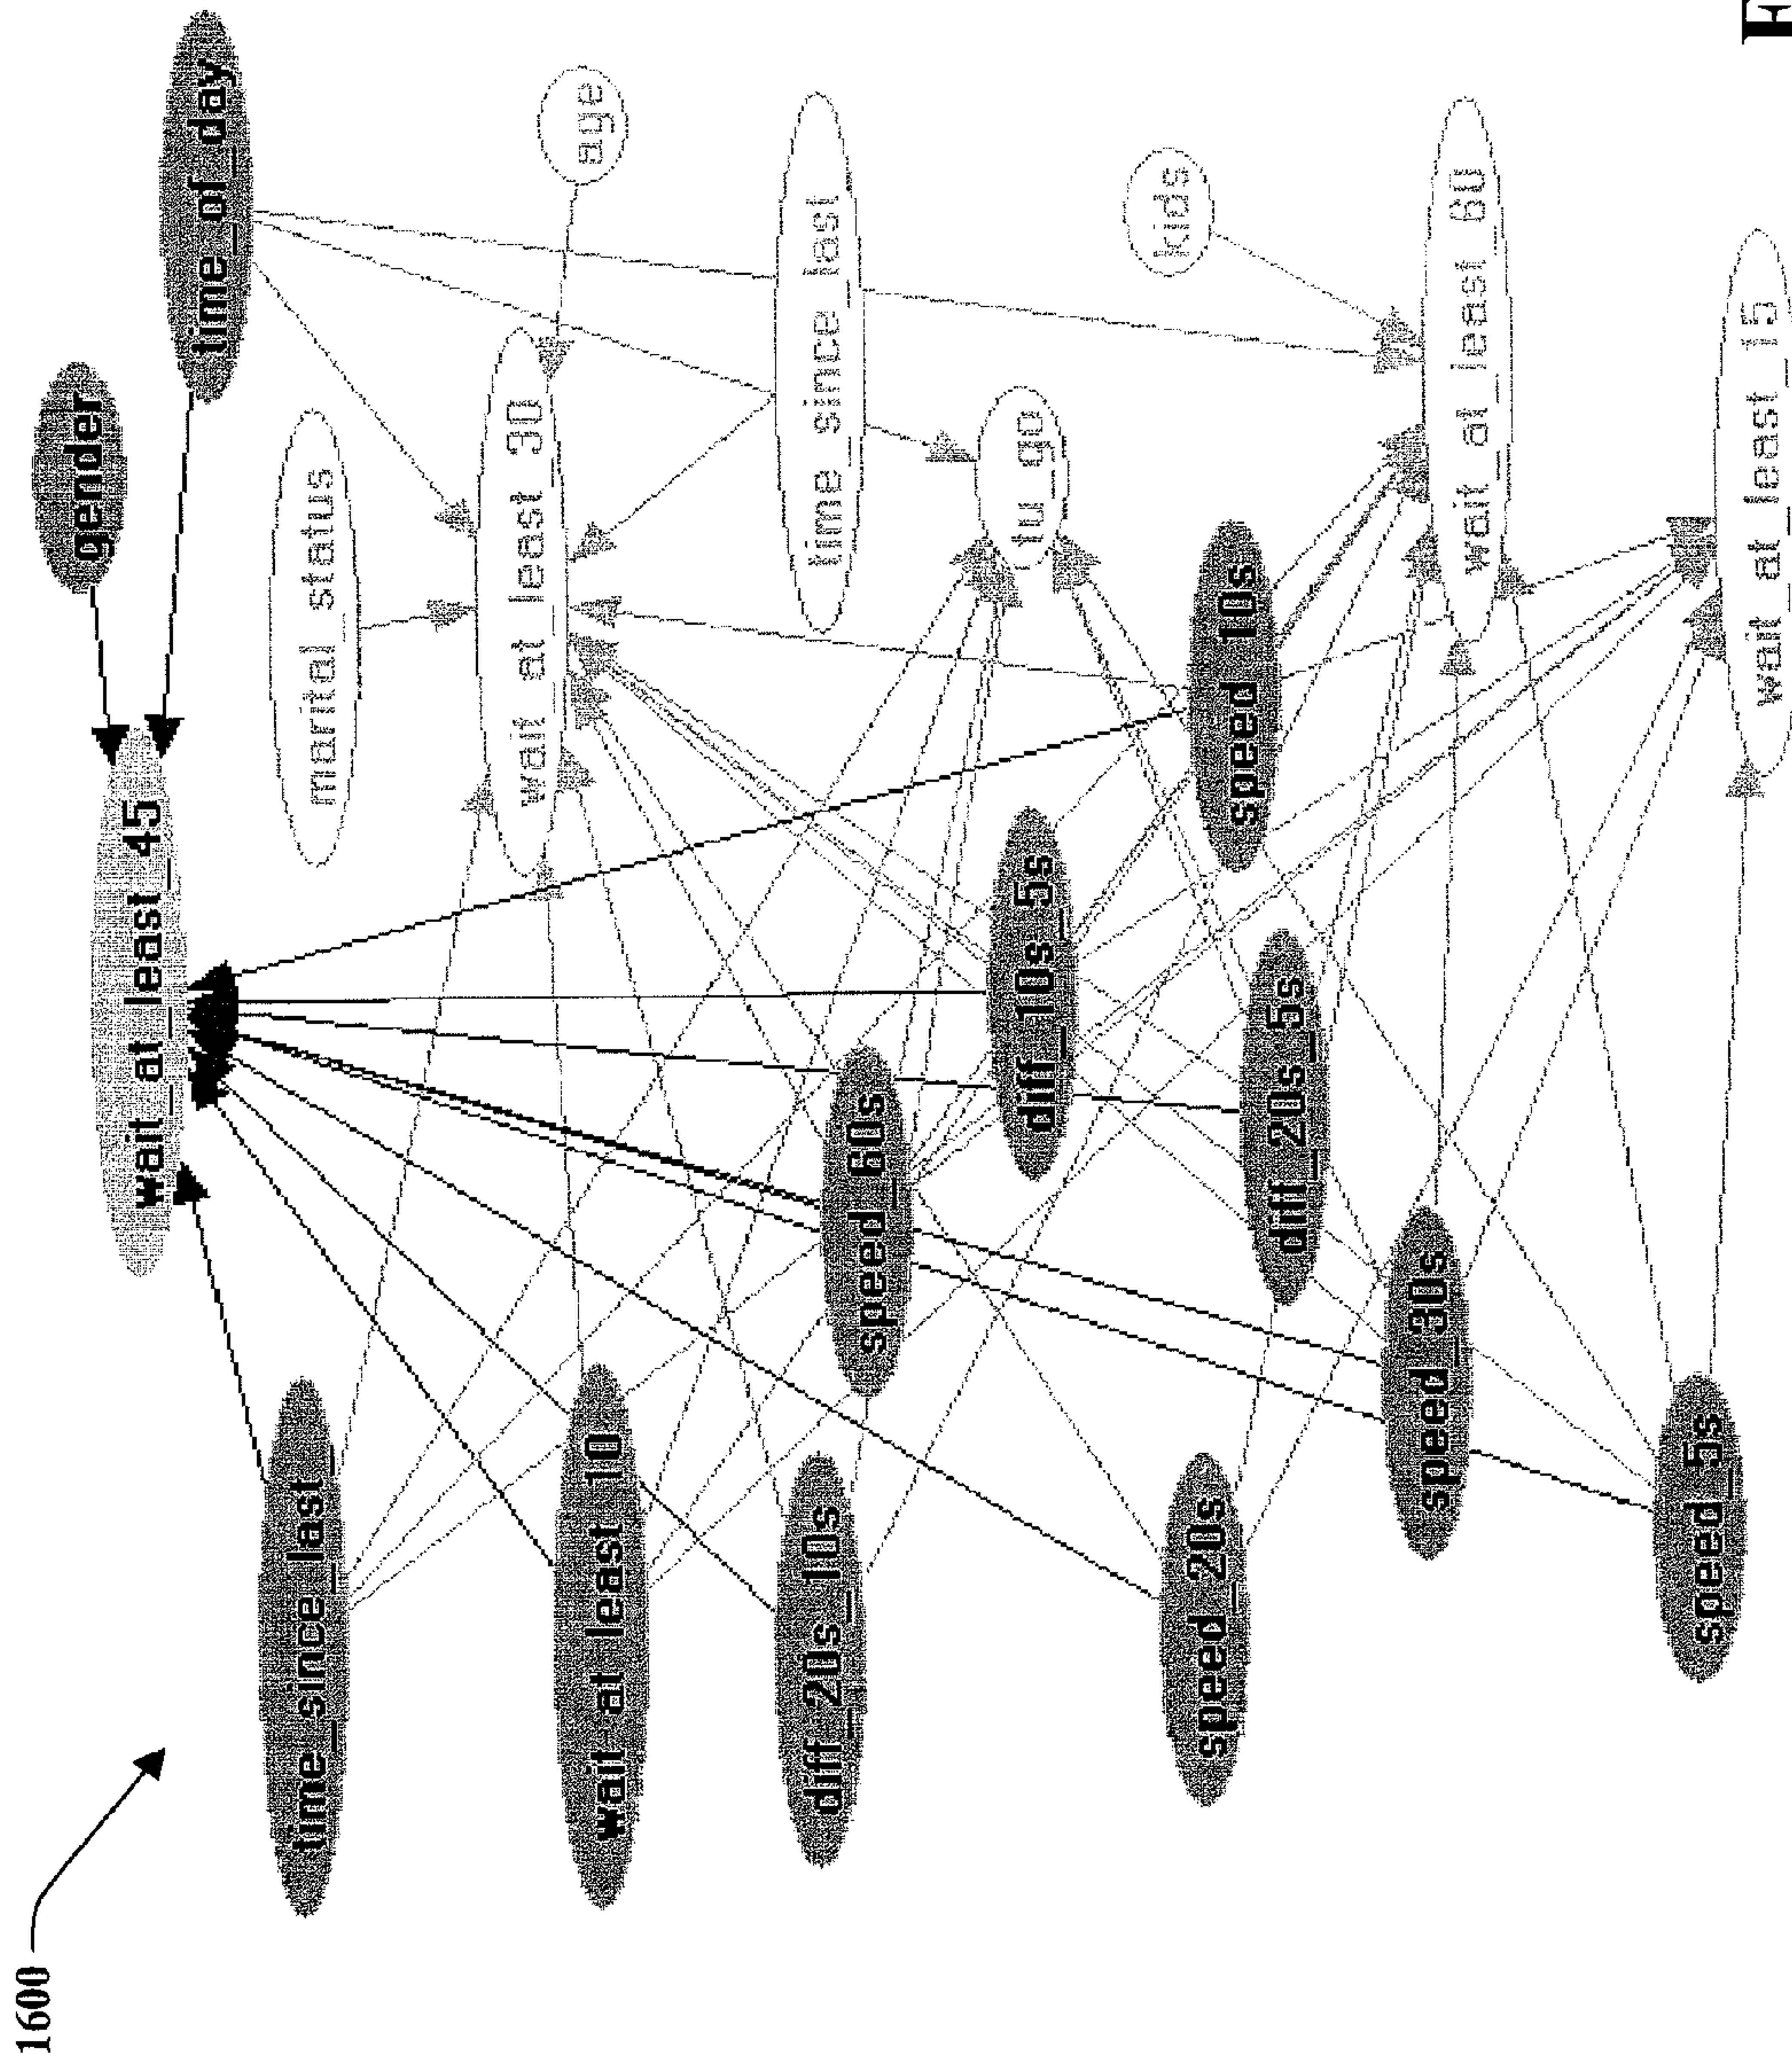 1600
gender
time_of_day
wait_at_least_45
marital_status
age
wait_at_least_30
time_since_last_
time_since_last
wait_at_least_10
kids
diff_20s_10s
speed_60s
diff_10s_5s
speed_10s
speed_20s
diff_20s_5s
wait_at_least_60
speed_30s
wait_at_least_15
speed_5s